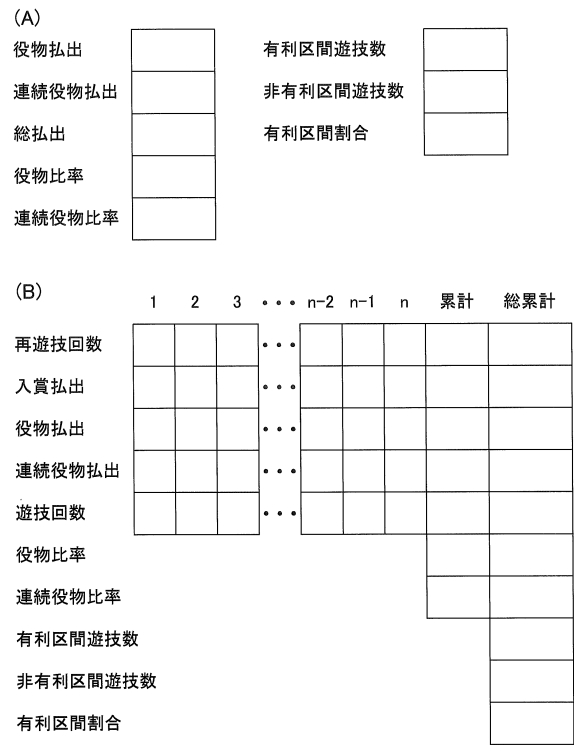 (A)
役物払出
連続役物払出
総払出
役物比率
連続役物比率
有利区間遊技数
非有利区間遊技数
有利区間割合
(B)
1 2 3 ・・・ n-2 n-1 n 累計 総累計
再遊技回数 ・・・
入賞払出 ・・・
役物払出 ・・・
連続役物払出 ・・・
遊技回数 ・・・
役物比率
連続役物比率
有利区間遊技数
非有利区間遊技数
有利区間割合